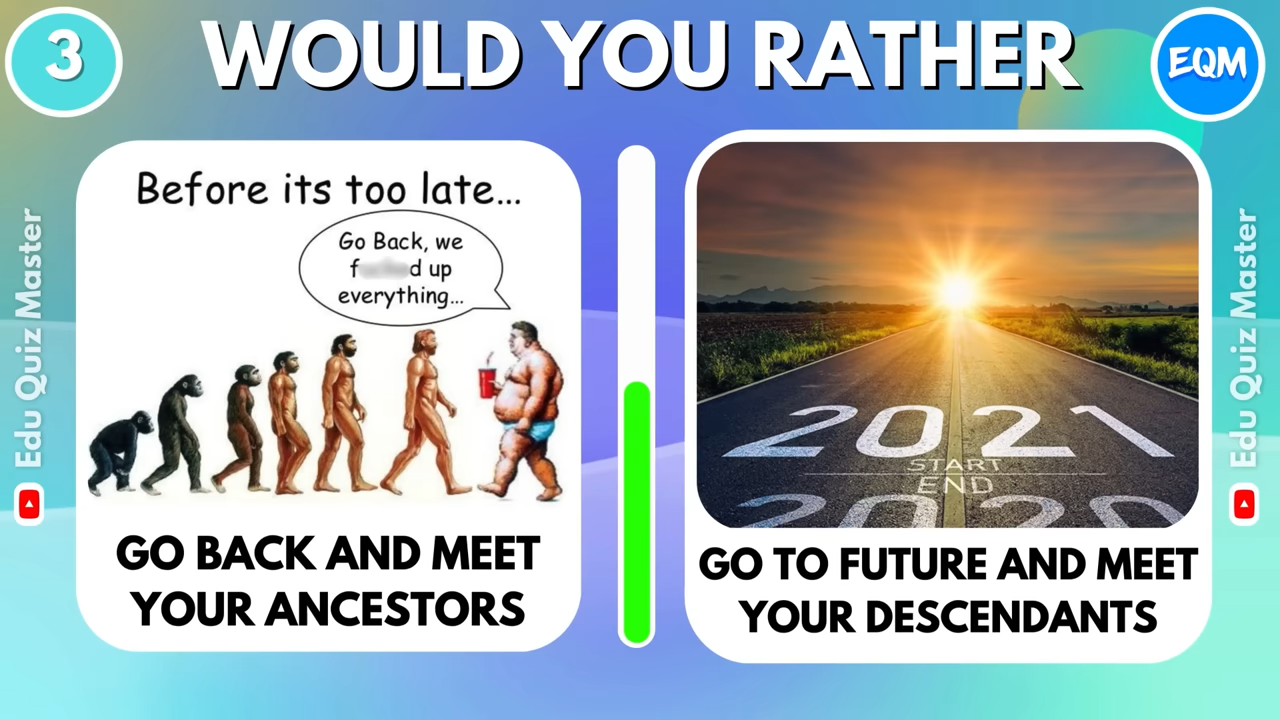 3
WOULD YOU RATHER
EQM
Before its too late...
Go Back, we
f d up
everything...
GO BACK AND MEET
YOUR ANCESTORS
2021
START
END
2020
GO TO FUTURE AND MEET
YOUR DESCENDANTS
Edu Quiz Master
Edu Quiz Master